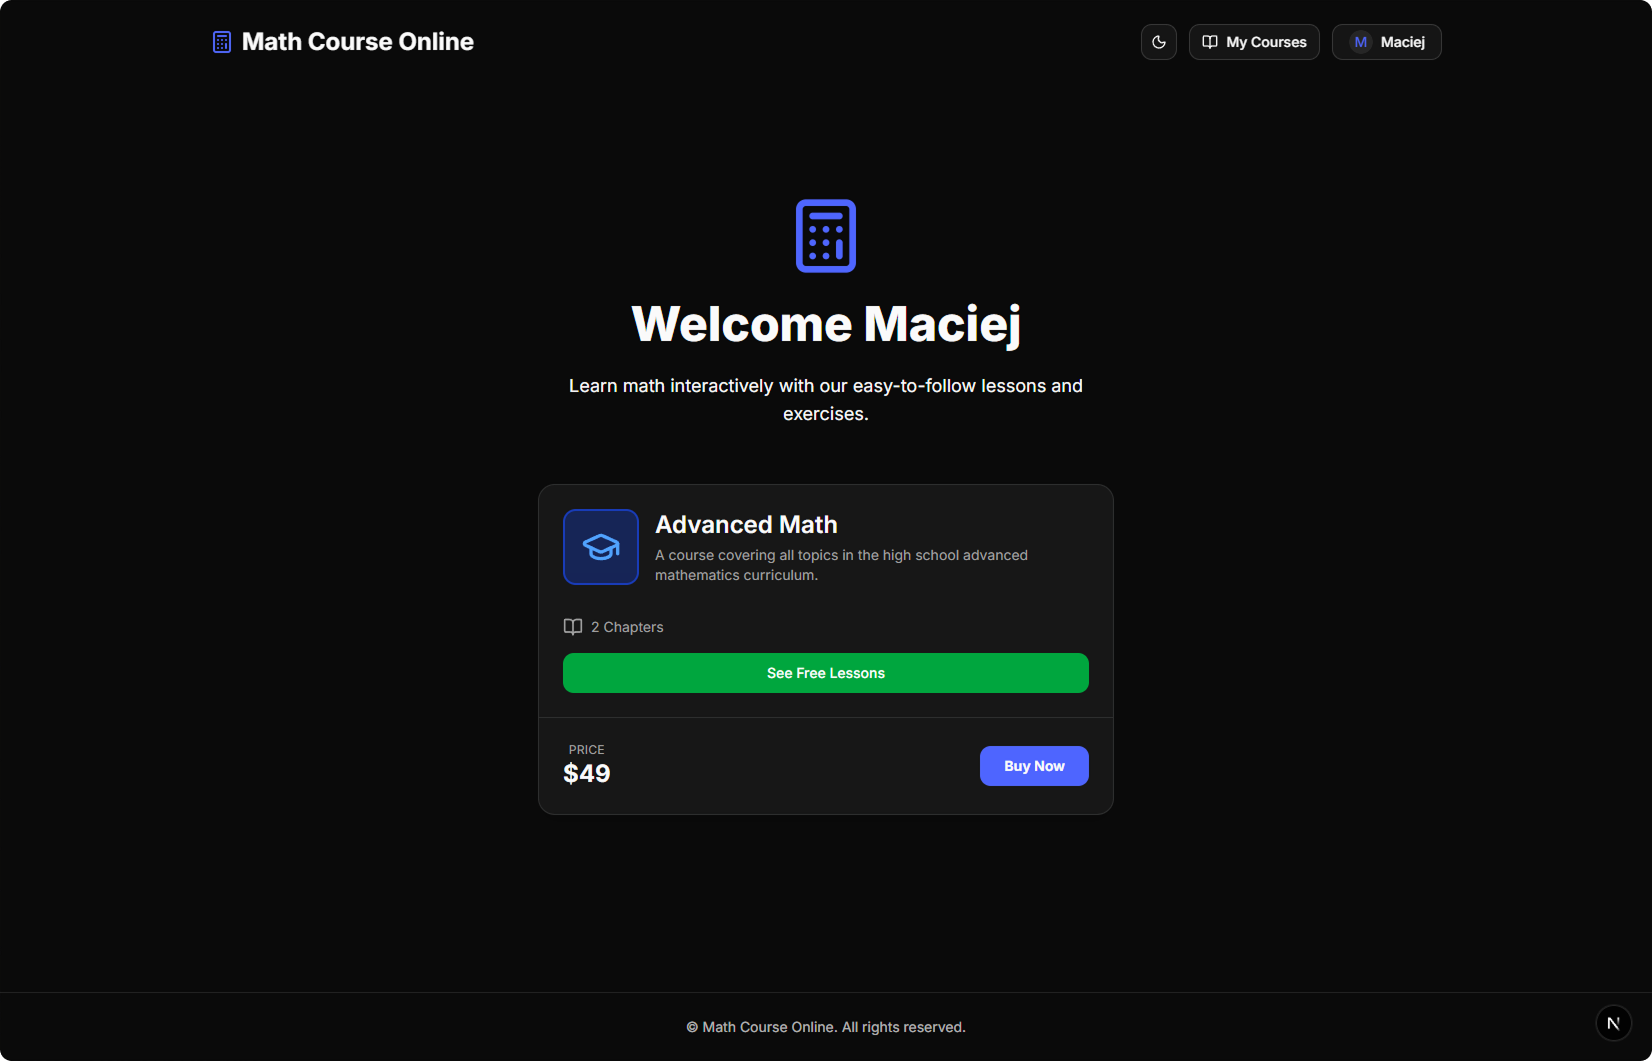 Math Course Online
My Courses
M Maciej
Welcome Maciej
Learn math interactively with our easy-to-follow lessons and
exercises.
Advanced Math
A course covering all topics in the high school advanced
mathematics curriculum.
2 Chapters
See Free Lessons
PRICE
$49
Buy Now
© Math Course Online. All rights reserved.
N